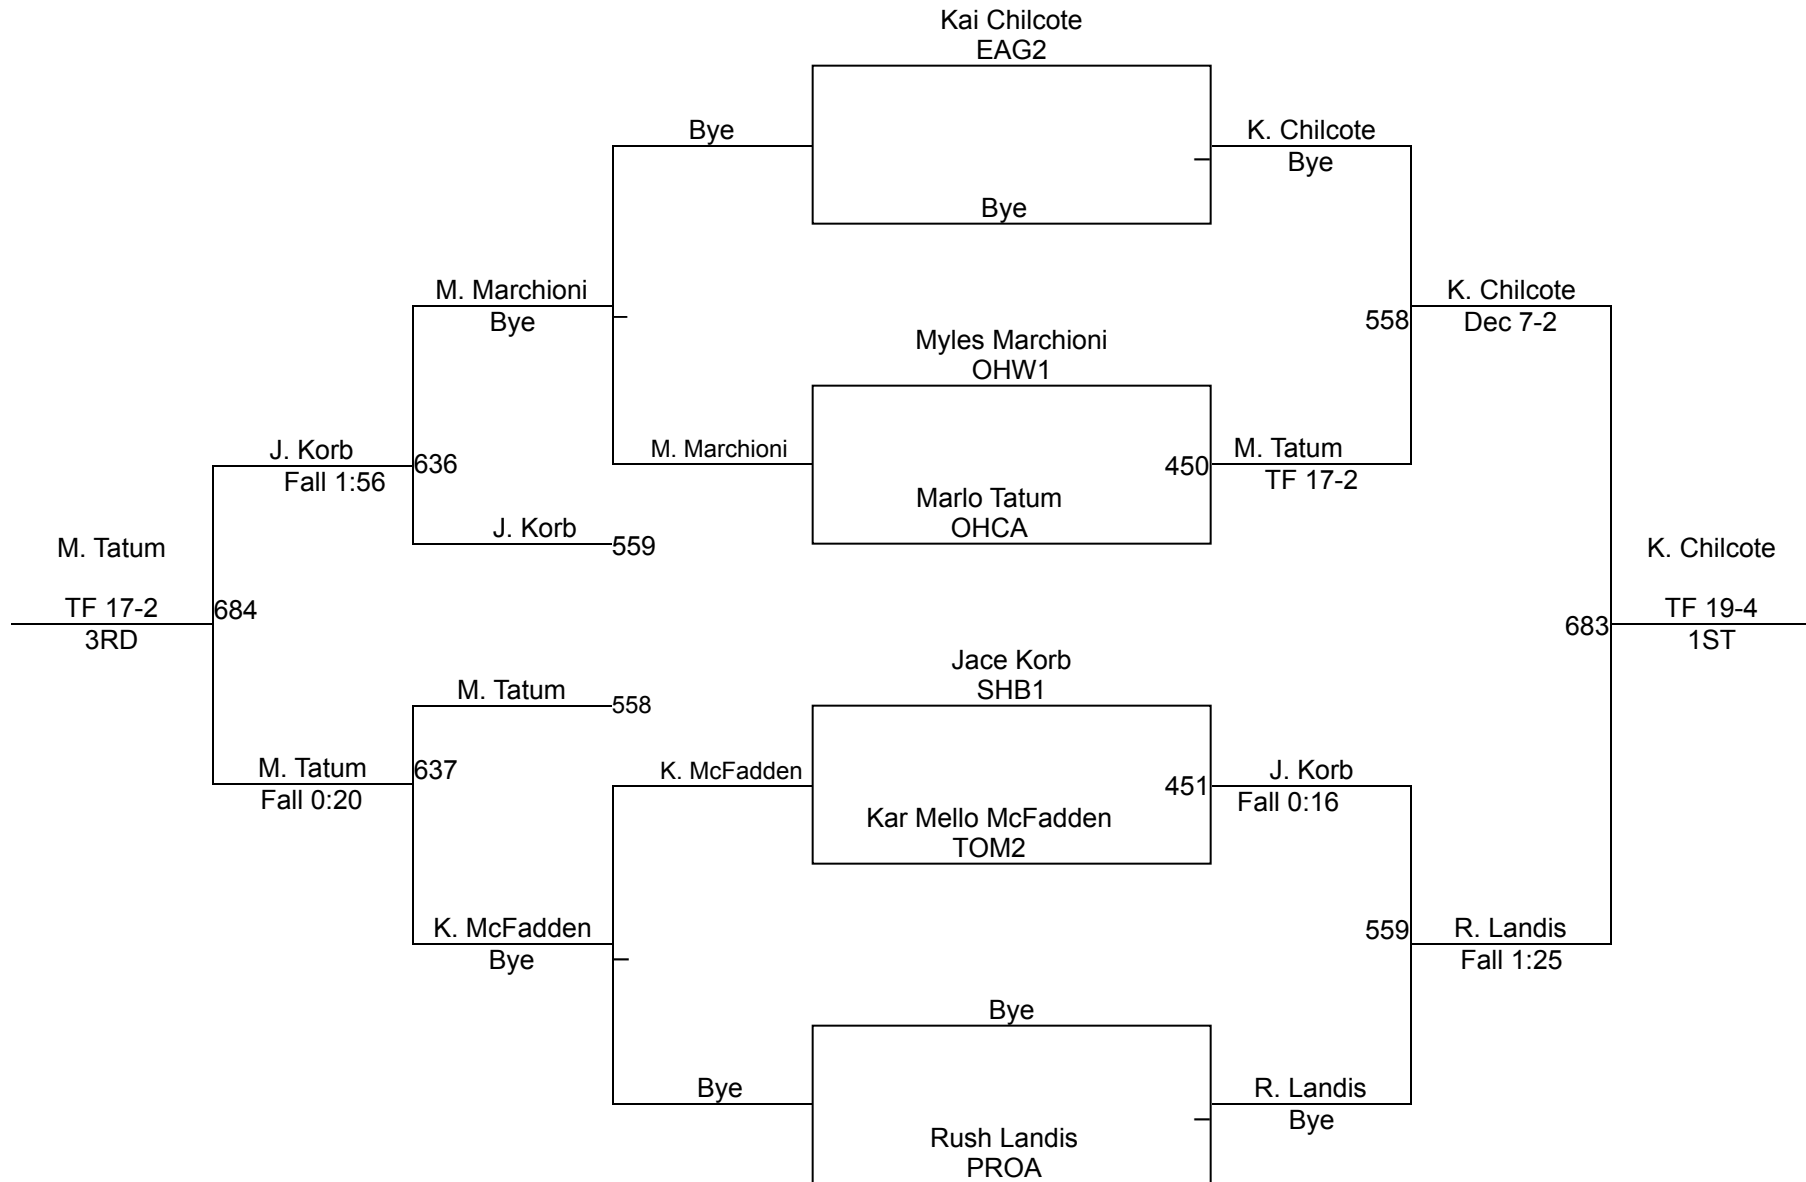 Kai Chilcote
EAG2
Bye
K. Chilcote
Bye
Bye
M. Marchioni
Bye
K. Chilcote
Dec 7-2
558
Myles Marchioni
OHW1
M. Marchioni
450
M. Tatum
TF 17-2
J. Korb
Fall 1:56
636
Marlo Tatum
OHCA
J. Korb
559
M. Tatum
TF 17-2
3RD
684
K. Chilcote
TF 19-4
1ST
683
Jace Korb
SHB1
M. Tatum
558
K. McFadden
451
J. Korb
Fall 0:16
M. Tatum
Fall 0:20
637
Kar Mello McFadden
TOM2
K. McFadden
Bye
559
R. Landis
Fall 1:25
Bye
Bye
R. Landis
Bye
Rush Landis
PROA